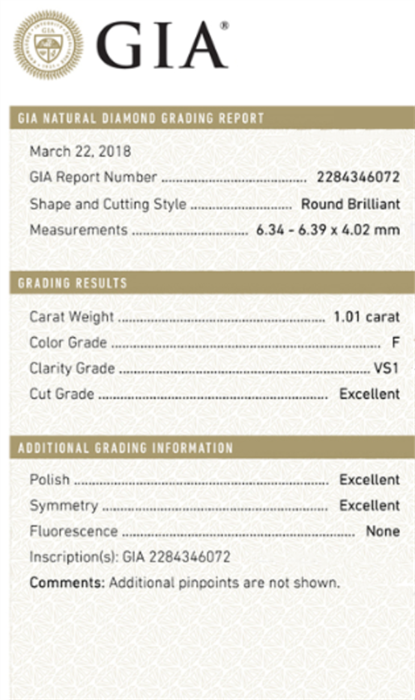 GIA®
GIA NATURAL DIAMOND GRADING REPORT
March 22, 2018
GIA Report Number ........................................ 2284346072
Shape and Cutting Style ............................ Round Brilliant
Measurements ................................ 6.34 - 6.39 x 4.02 mm
GRADING RESULTS
Carat Weight ......................................................... 1.01 carat
Color Grade ........................................................................ F
Clarity Grade ................................................................... VS1
Cut Grade .............................................................. Excellent
ADDITIONAL GRADING INFORMATION
Polish ..................................................................... Excellent
Symmetry .............................................................. Excellent
Fluorescence ................................................................ None
Inscription(s): GIA 2284346072
Comments: Additional pinpoints are not shown.